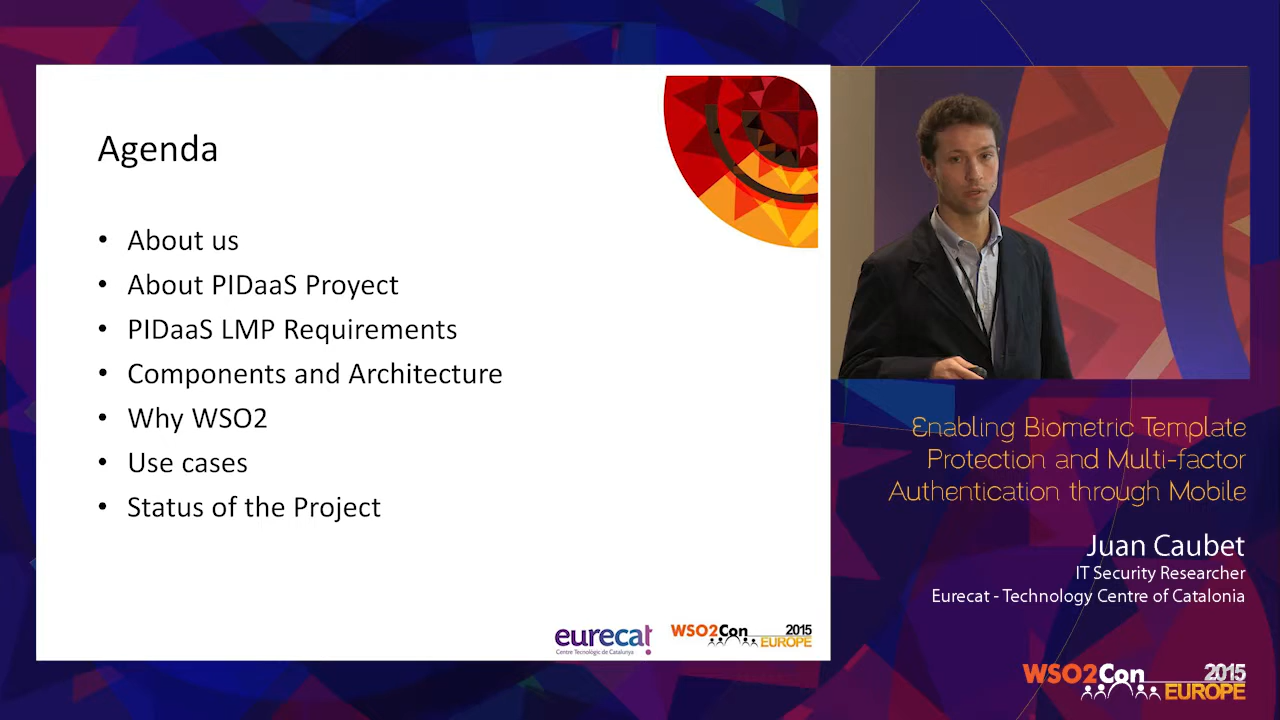 Agenda
• About us
• About PIDaaS Proyect
• PIDaaS LMP Requirements
• Components and Architecture
• Why WSO2
• Use cases
• Status of the Project
eurecat
Centre Tecnològic de Catalunya
WSO2Con 2015
EUROPE
Enabling Biometric Template
Protection and Multi-factor
Authentication through Mobile
Juan Caubet
IT Security Researcher
Eurecat - Technology Centre of Catalonia
WSO2Con 2015
EUROPE